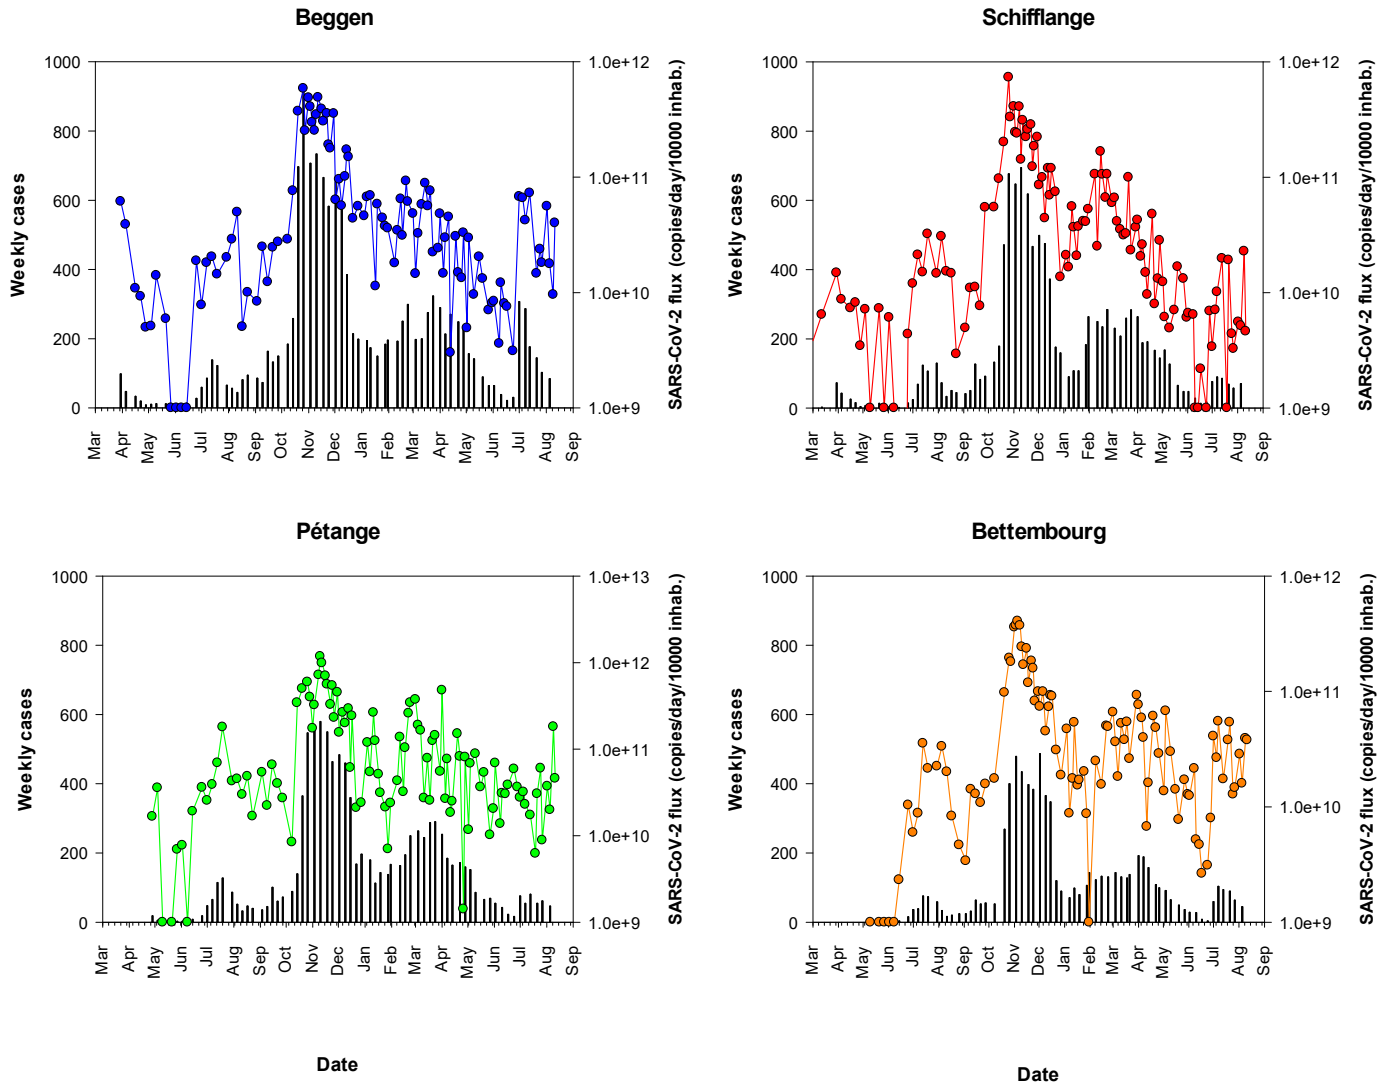 Beggen
Weekly cases
1000
800
600
400
200
0
1.0e+12
1.0e+11
1.0e+10
1.0e+9
SARS-CoV-2 flux (copies/day/10000 inhab.)
Mar Apr May Jun Jul Aug Sep Oct Nov Dec Jan Feb Mar Apr May Jun Jul Aug Sep
Schifflange
Weekly cases
1000
800
600
400
200
0
1.0e+12
1.0e+11
1.0e+10
1.0e+9
SARS-CoV-2 flux (copies/day/10000 inhab.)
Mar Apr May Jun Jul Aug Sep Oct Nov Dec Jan Feb Mar Apr May Jun Jul Aug Sep
Pétange
Weekly cases
1000
800
600
400
200
0
1.0e+13
1.0e+12
1.0e+11
1.0e+10
1.0e+9
SARS-CoV-2 flux (copies/day/10000 inhab.)
Mar Apr May Jun Jul Aug Sep Oct Nov Dec Jan Feb Mar Apr May Jun Jul Aug Sep
Date
Bettembourg
Weekly cases
1000
800
600
400
200
0
1.0e+12
1.0e+11
1.0e+10
1.0e+9
SARS-CoV-2 flux (copies/day/10000 inhab.)
Mar Apr May Jun Jul Aug Sep Oct Nov Dec Jan Feb Mar Apr May Jun Jul Aug Sep
Date